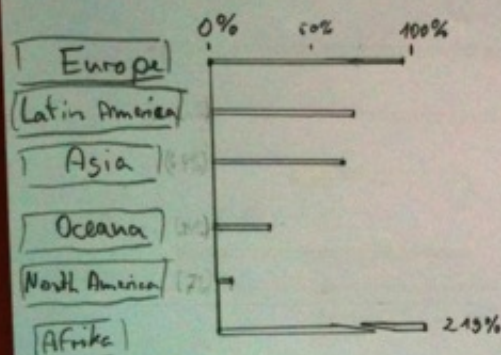 0% 50% 100%
Europe
Latin America
Asia
Oceana
North America
Afrika 219%